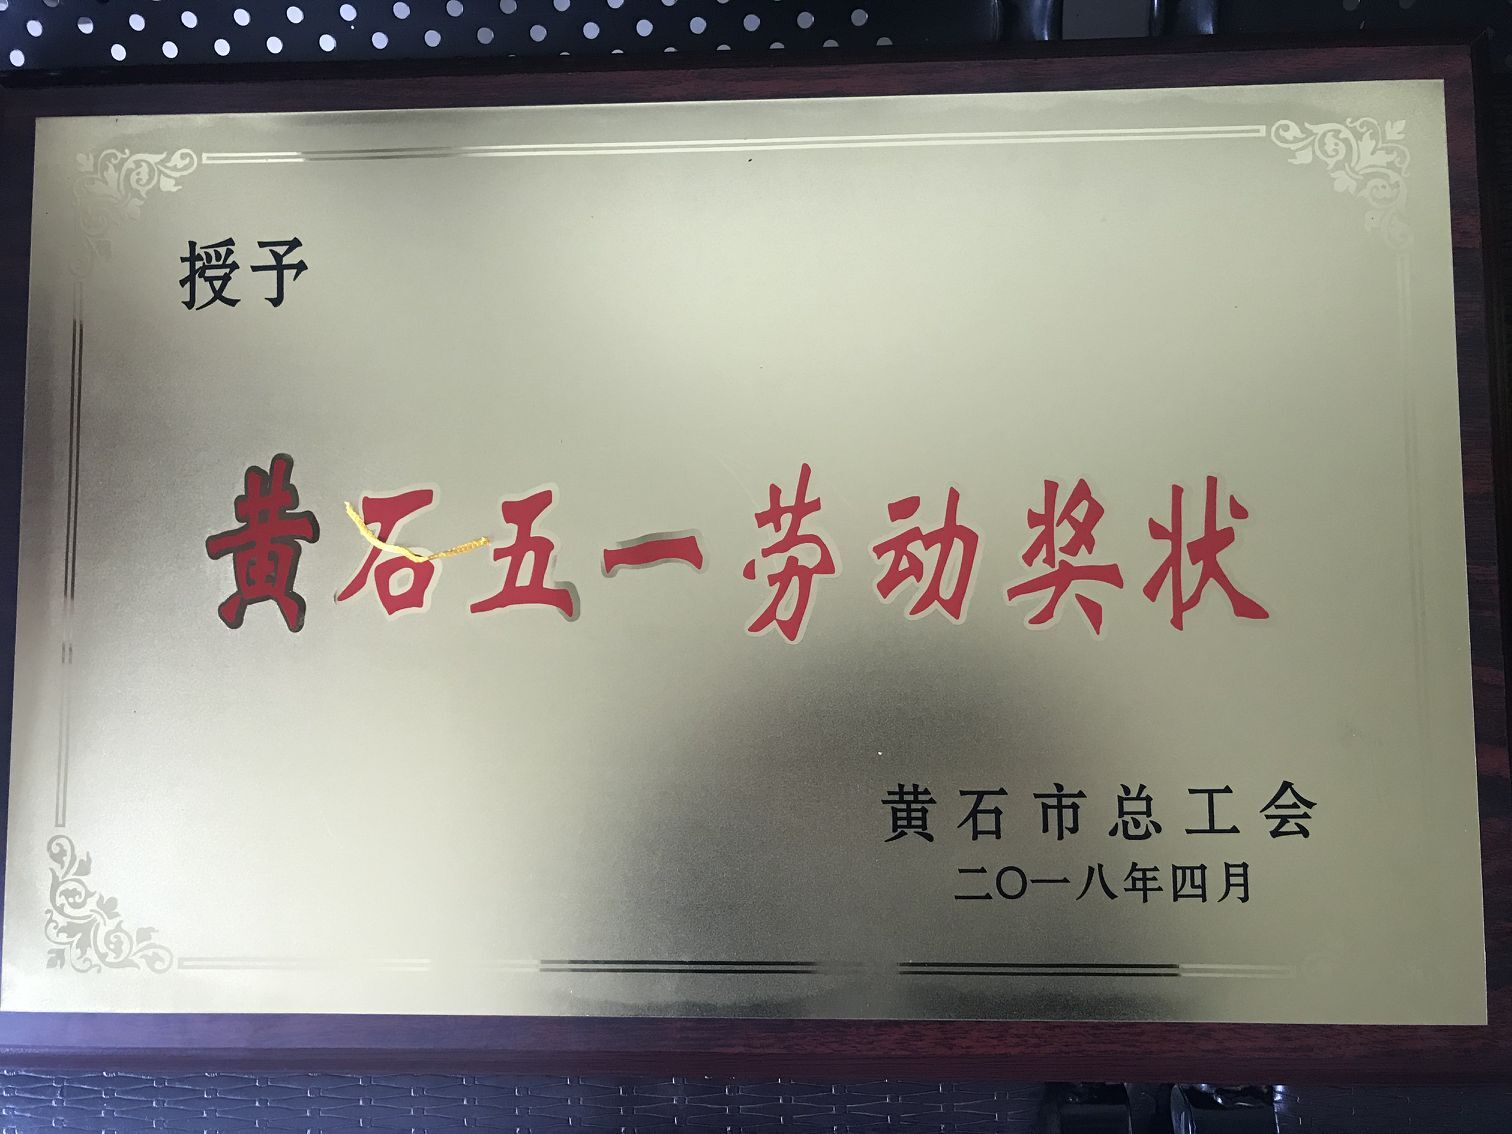 授予
黄石五一劳动奖状
黄石市总工会
二〇一八年四月